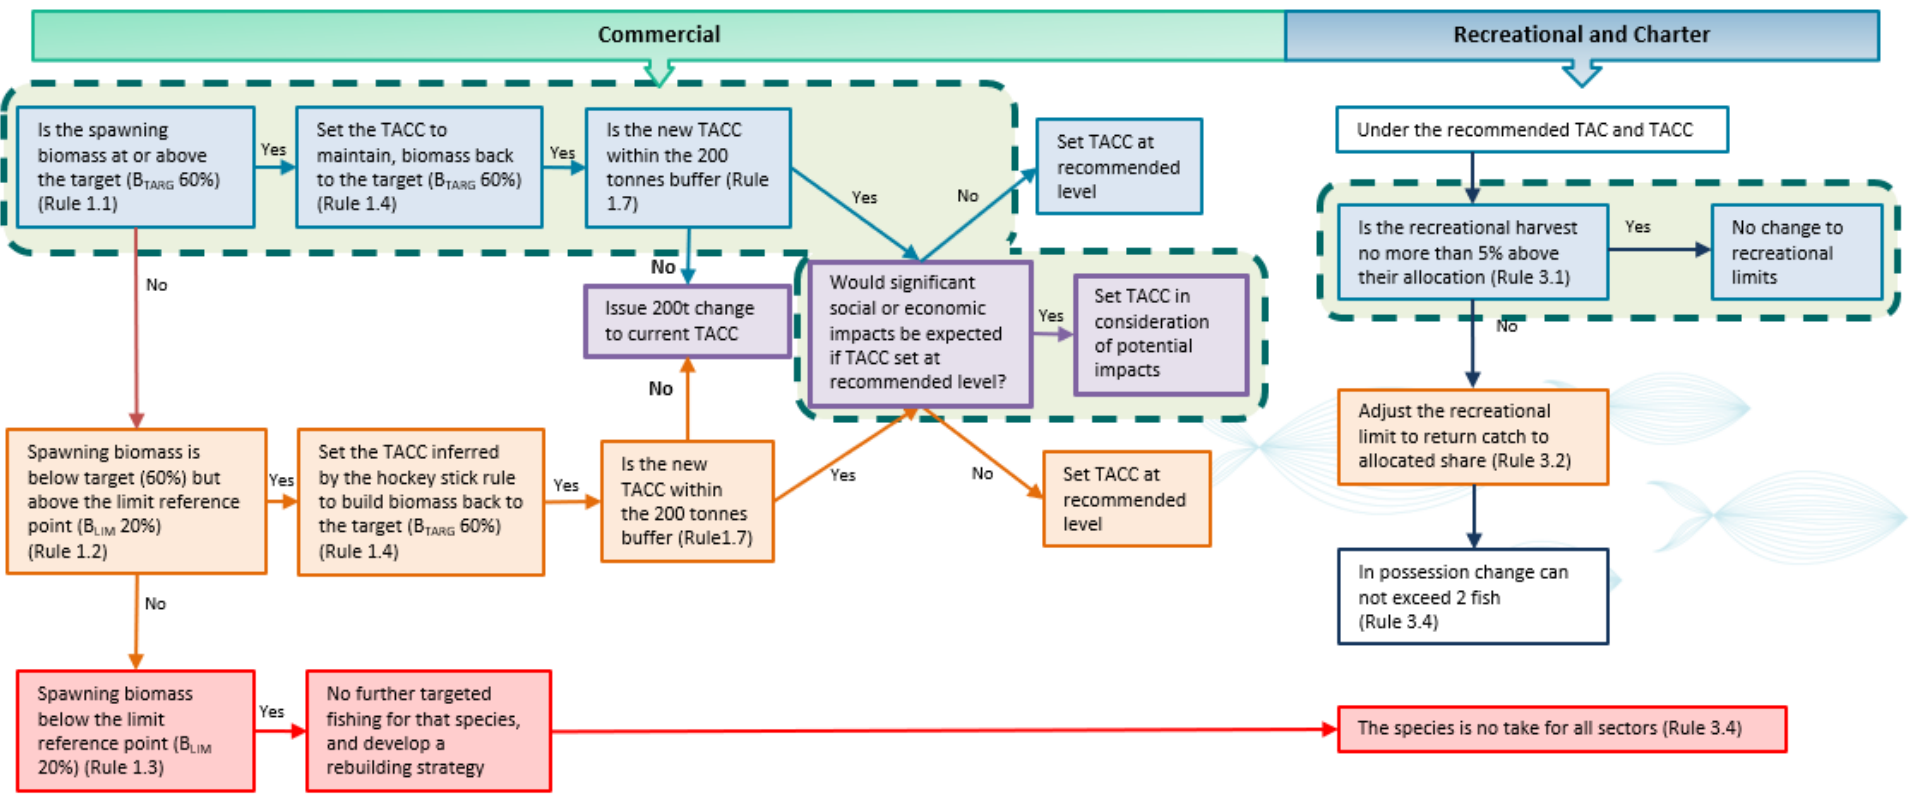 Commercial
Recreational and Charter
Is the spawning
biomass at or above
the target (BTARG 60%)
(Rule 1.1)
Yes
Set the TACC to
maintain, biomass back
to the target (BTARG 60%)
(Rule 1.4)
Yes
Is the new TACC
within the 200
tonnes buffer (Rule
1.7)
Yes
No
Set TACC at
recommended
level
No
No
Issue 200t change
to current TACC
No
Would significant
social or economic
impacts be expected
if TACC set at
recommended level?
Yes
Set TACC in
consideration
of potential
impacts
Spawning biomass is
below target (60%) but
above the limit reference
point (BLIM 20%)
(Rule 1.2)
Yes
Set the TACC inferred
by the hockey stick rule
to build biomass back to
the target (BTARG 60%)
(Rule 1.4)
Yes
Is the new
TACC within
the 200 tonnes
buffer (Rule1.7)
Yes
No
Set TACC at
recommended
level
No
Spawning biomass
below the limit
reference point (BLIM
20%) (Rule 1.3)
Yes
No further targeted
fishing for that species,
and develop a
rebuilding strategy
Under the recommended TAC and TACC
Is the recreational harvest
no more than 5% above
their allocation (Rule 3.1)
Yes
No change to
recreational
limits
No
Adjust the recreational
limit to return catch to
allocated share (Rule 3.2)
In possession change can
not exceed 2 fish
(Rule 3.4)
The species is no take for all sectors (Rule 3.4)